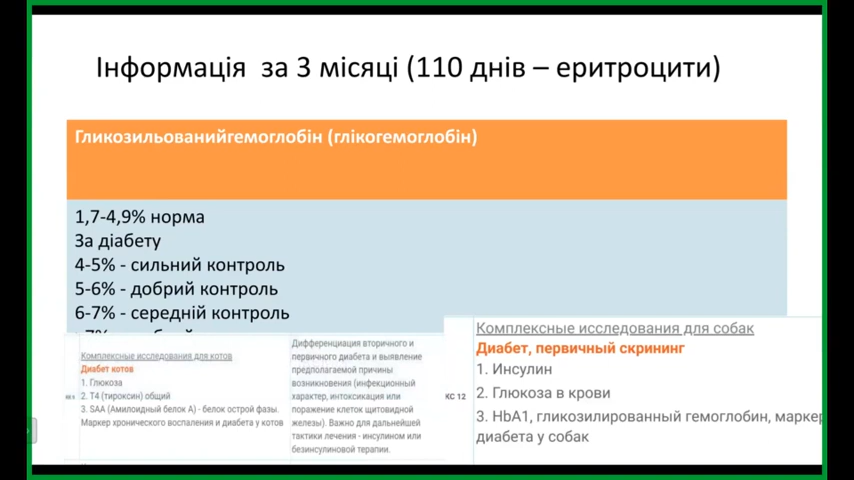 Інформація за 3 місяці (110 днів – еритроцити)
Гликозильованийгемоглобін (глікогемоглобін)
1,7-4,9% норма
За діабету
4-5% - сильний контроль
5-6% - добрий контроль
6-7% - середній контроль
Комплексные исследования для котов
Диабет котов
1. Глюкоза
2. Т4 (тироксин) общий
3. SAA (Амилоидный белок А) - белок острой фазы.
Маркер хронического воспаления и диабета у котов
Дифференциация вторичного и
первичного диабета и выявление
предполагаемой причины
возникновения (инфекционный
характер, интоксикация или
поражение клеток щитовидной
железы). Важно для дальнейшей
тактики лечения - инсулином или
безинсулиновой терапии.
КС 12
Комплексные исследования для собак
Диабет, первичный скрининг
1. Инсулин
2. Глюкоза в крови
3. HbA1, гликозилированный гемоглобин, маркер
диабета у собак